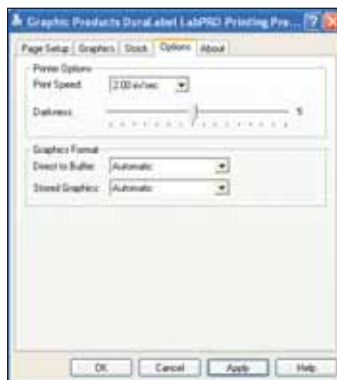 Graphic Products DuraLabel LabPRO Printing Pre...
Page Setup Graphics Stock Options About
Printer Options
Print Speed: 2.00 in/sec
Darkness:
Graphics Format
Direct to Buffer: Automatic
Stored Graphics: Automatic
OK Cancel Apply Help